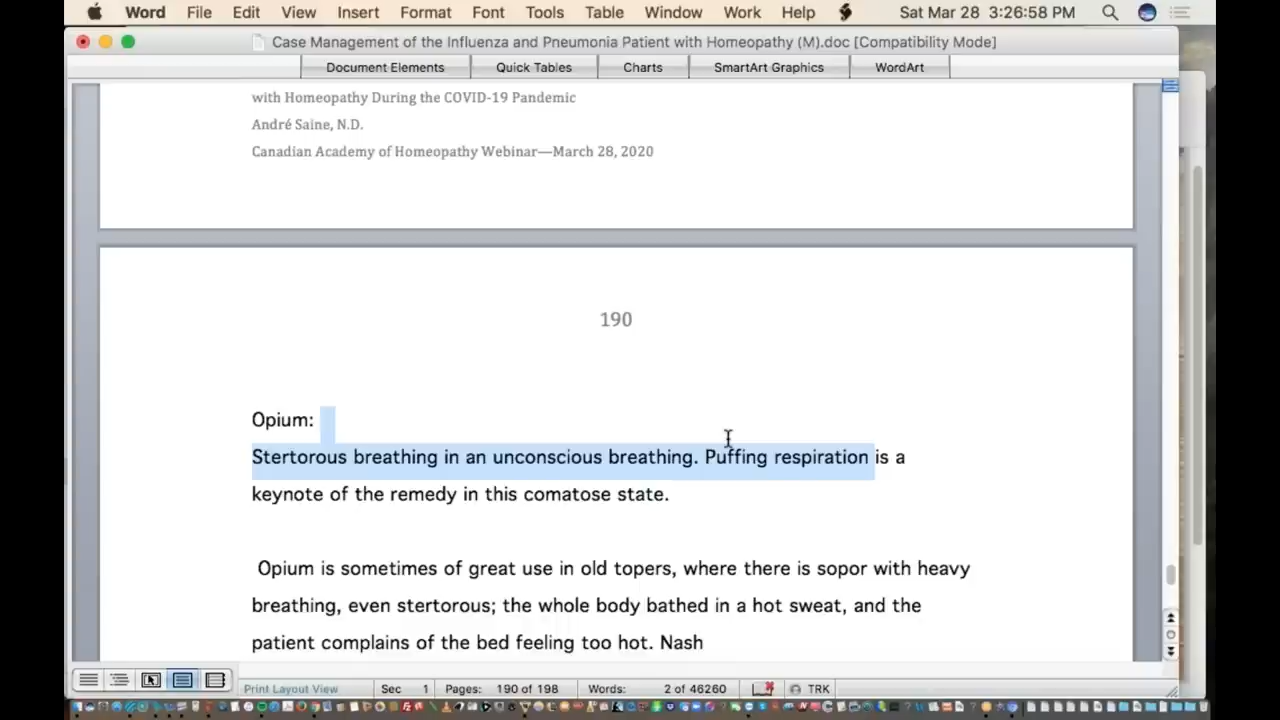 Word File Edit View Insert Format Font Tools Table Window Work Help Sat Mar 28 3:26:58 PM
Case Management of the Influenza and Pneumonia Patient with Homeopathy (M).doc [Compatibility Mode]
Document Elements Quick Tables Charts SmartArt Graphics WordArt
with Homeopathy During the COVID-19 Pandemic
André Saine, N.D.
Canadian Academy of Homeopathy Webinar—March 28, 2020
190
Opium:
Stertorous breathing in an unconscious breathing. Puffing respiration is a
keynote of the remedy in this comatose state.
Opium is sometimes of great use in old topers, where there is sopor with heavy
breathing, even stertorous; the whole body bathed in a hot sweat, and the
patient complains of the bed feeling too hot. Nash
Print Layout View Sec 1 Pages: 190 of 198 Words: 2 of 46260 TRK